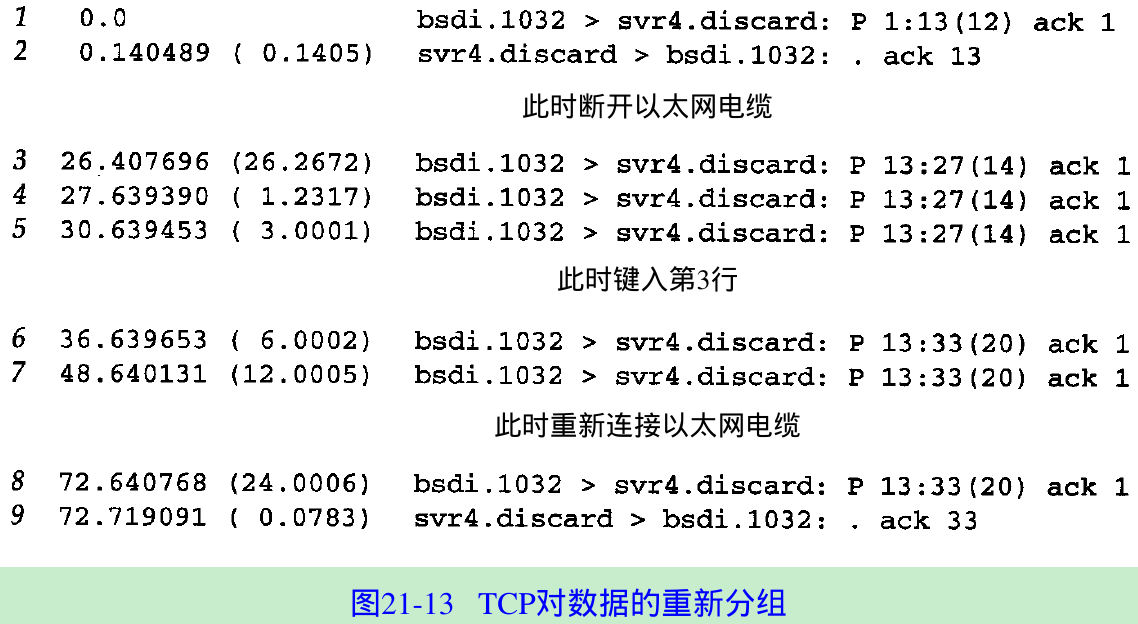 1 0.0 bsdi.1032 > svr4.discard: P 1:13(12) ack 1
2 0.140489 ( 0.1405) svr4.discard > bsdi.1032: . ack 13
此时断开以太网电缆
3 26.407696 (26.2672) bsdi.1032 > svr4.discard: P 13:27(14) ack 1
4 27.639390 ( 1.2317) bsdi.1032 > svr4.discard: P 13:27(14) ack 1
5 30.639453 ( 3.0001) bsdi.1032 > svr4.discard: P 13:27(14) ack 1
此时键入第3行
6 36.639653 ( 6.0002) bsdi.1032 > svr4.discard: P 13:33(20) ack 1
7 48.640131 (12.0005) bsdi.1032 > svr4.discard: P 13:33(20) ack 1
此时重新连接以太网电缆
8 72.640768 (24.0006) bsdi.1032 > svr4.discard: P 13:33(20) ack 1
9 72.719091 ( 0.0783) svr4.discard > bsdi.1032: . ack 33
图21-13 TCP对数据的重新分组